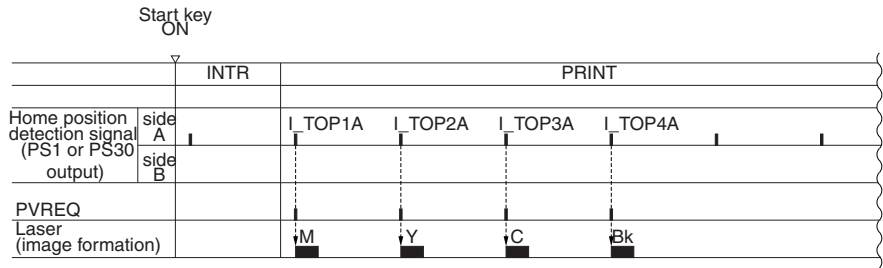 Start key
ON
INTR PRINT
Home position
detection signal
(PS1 or PS30
output)
side
A
I_TOP1A I_TOP2A I_TOP3A I_TOP4A
side
B
PVREQ
Laser
(image formation)
M Y C Bk